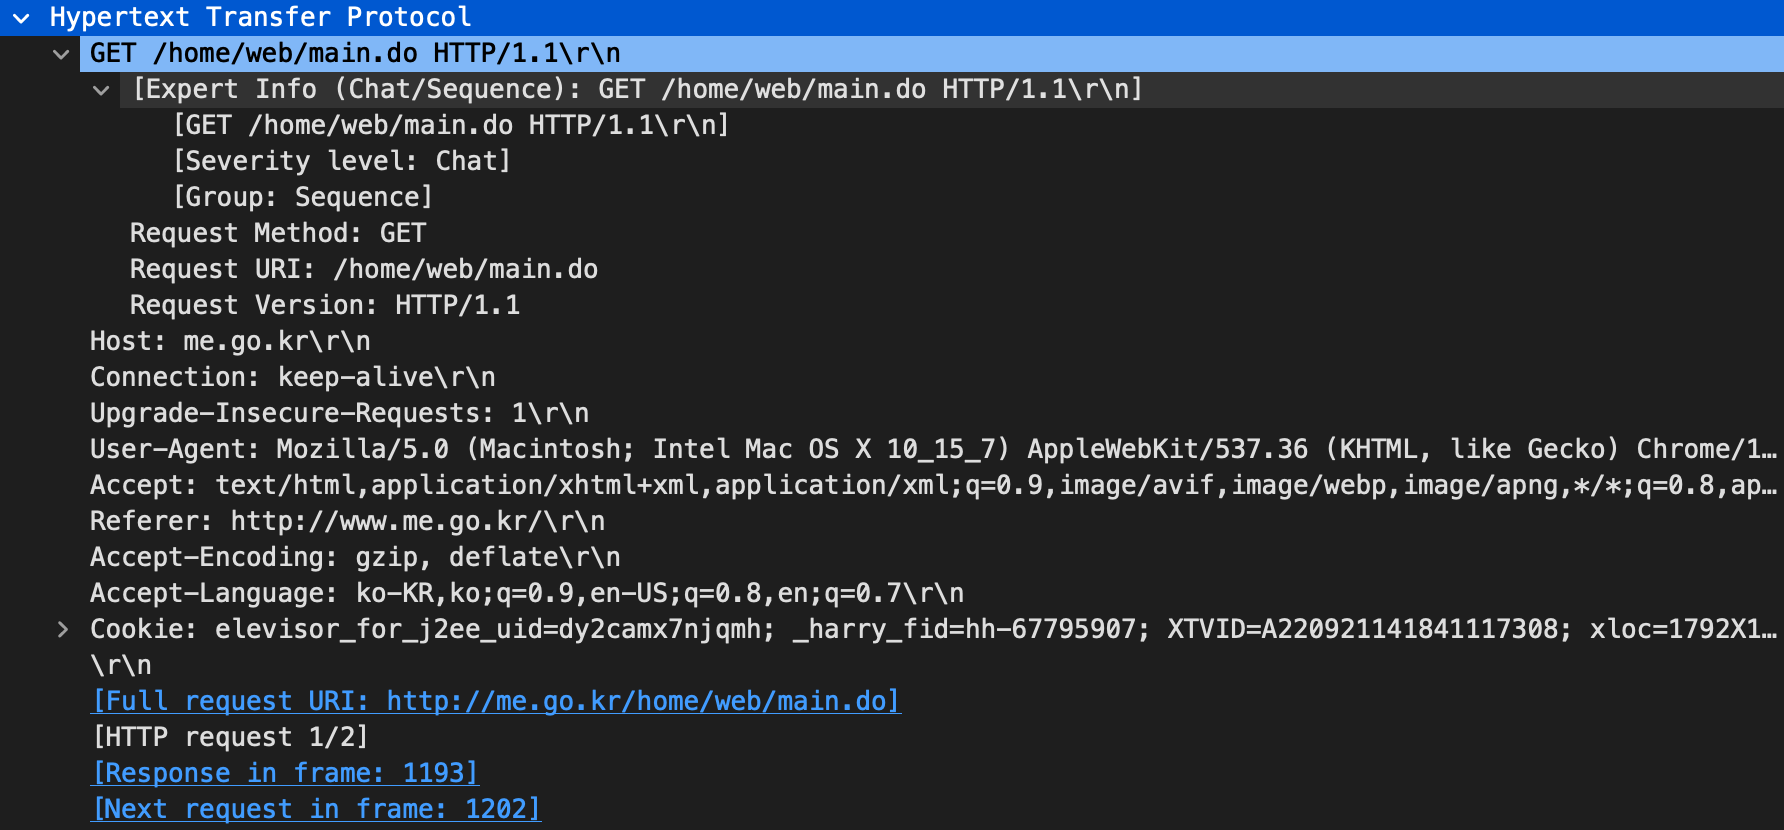 Hypertext Transfer Protocol
GET /home/web/main.do HTTP/1.1\r\n
[Expert Info (Chat/Sequence): GET /home/web/main.do HTTP/1.1\r\n]
[GET /home/web/main.do HTTP/1.1\r\n]
[Severity level: Chat]
[Group: Sequence]
Request Method: GET
Request URI: /home/web/main.do
Request Version: HTTP/1.1
Host: me.go.kr\r\n
Connection: keep-alive\r\n
Upgrade-Insecure-Requests: 1\r\n
User-Agent: Mozilla/5.0 (Macintosh; Intel Mac OS X 10_15_7) AppleWebKit/537.36 (KHTML, like Gecko) Chrome/1…
Accept: text/html,application/xhtml+xml,application/xml;q=0.9,image/avif,image/webp,image/apng,*/*;q=0.8,ap…
Referer: http://www.me.go.kr/\r\n
Accept-Encoding: gzip, deflate\r\n
Accept-Language: ko-KR,ko;q=0.9,en-US;q=0.8,en;q=0.7\r\n
Cookie: elevisor_for_j2ee_uid=dy2camx7njqmh; _harry_fid=hh-67795907; XTVID=A220921141841117308; xloc=1792X1…
\r\n
[Full request URI: http://me.go.kr/home/web/main.do]
[HTTP request 1/2]
[Response in frame: 1193]
[Next request in frame: 1202]